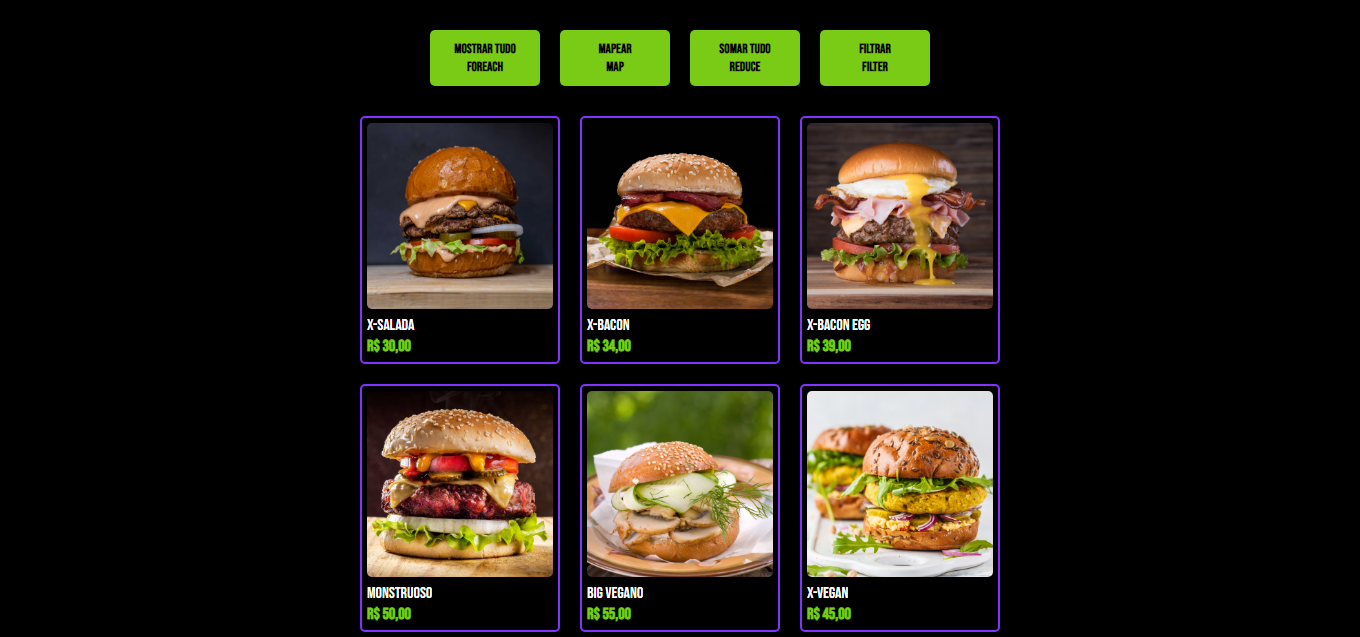 MOSTRAR TUDO
FOREACH
MAPEAR
MAP
SOMAR TUDO
REDUCE
FILTRAR
FILTER
X-SALADA
R$ 30,00
X-BACON
R$ 34,00
X-BACON EGG
R$ 39,00
MONSTRUOSO
R$ 50,00
BIG VEGANO
R$ 55,00
X-VEGAN
R$ 45,00